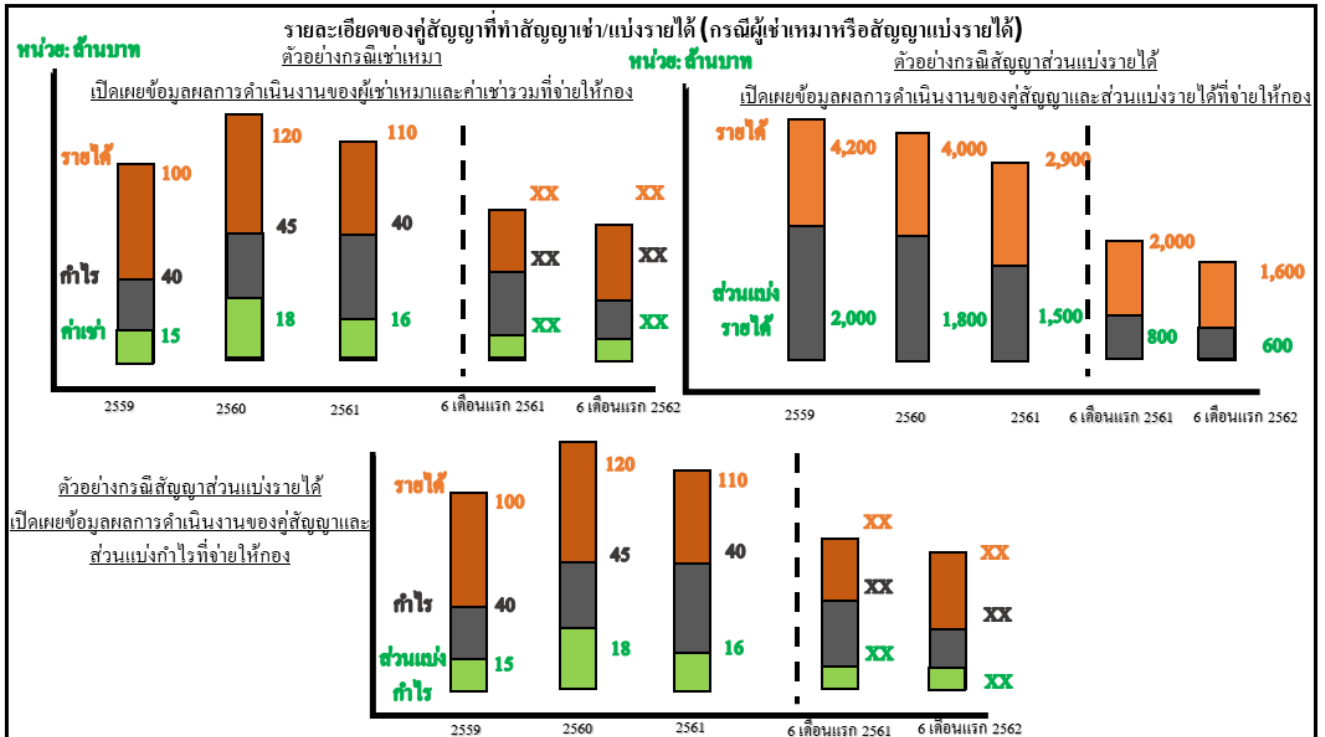 รายละเอียดของคู่สัญญาที่ทำสัญญาเช่า/แบ่งรายได้ (กรณีผู้เช่าเหมาหรือสัญญาแบ่งรายได้)
หน่วย: ล้านบาท
ตัวอย่างกรณีเช่าเหมา
เปิดเผยข้อมูลผลการดำเนินงานของผู้เช่าเหมาและค่าเช่ารวมที่จ่ายให้กอง
รายได้
100
120
110
XX
XX
กำไร
40
45
40
XX
XX
ค่าเช่า
15
18
16
XX
XX
2559
2560
2561
6 เดือนแรก 2561
6 เดือนแรก 2562
หน่วย: ล้านบาท
ตัวอย่างกรณีสัญญาส่วนแบ่งรายได้
เปิดเผยข้อมูลผลการดำเนินงานของคู่สัญญาและส่วนแบ่งรายได้ที่จ่ายให้กอง
รายได้
4,200
4,000
2,900
2,000
1,600
ส่วนแบ่ง
รายได้
2,000
1,800
1,500
800
600
2559
2560
2561
6 เดือนแรก 2561
6 เดือนแรก 2562
ตัวอย่างกรณีสัญญาส่วนแบ่งรายได้
เปิดเผยข้อมูลผลการดำเนินงานของคู่สัญญาและ
ส่วนแบ่งกำไรที่จ่ายให้กอง
รายได้
100
120
110
XX
XX
กำไร
40
45
40
XX
XX
ส่วนแบ่ง
กำไร
15
18
16
XX
XX
2559
2560
2561
6 เดือนแรก 2561
6 เดือนแรก 2562